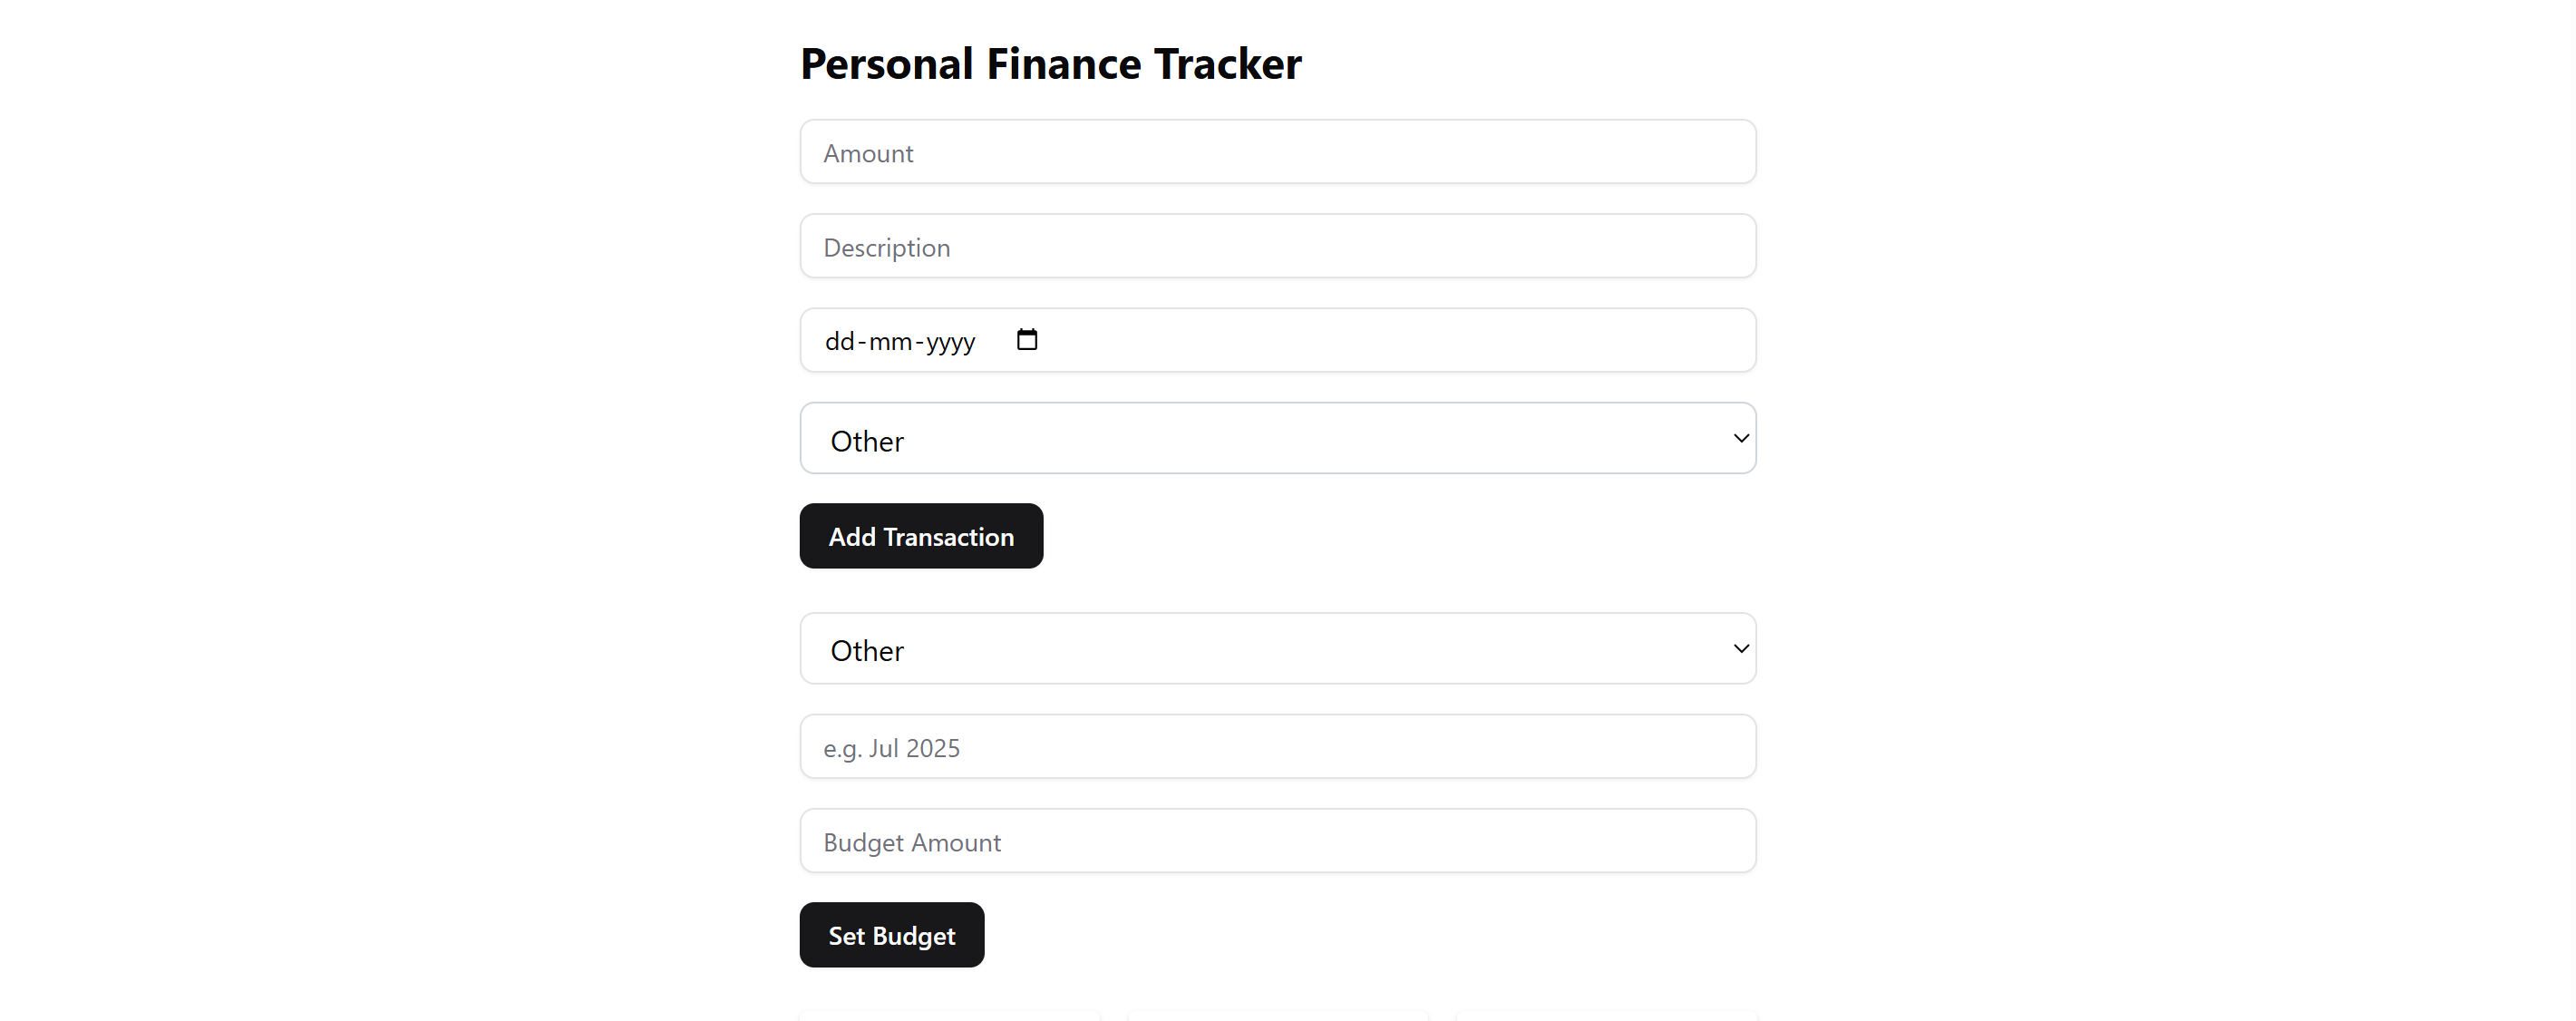 Personal Finance Tracker
Amount
Description
dd-mm-yyyy
Other
Add Transaction
Other
e.g. Jul 2025
Budget Amount
Set Budget